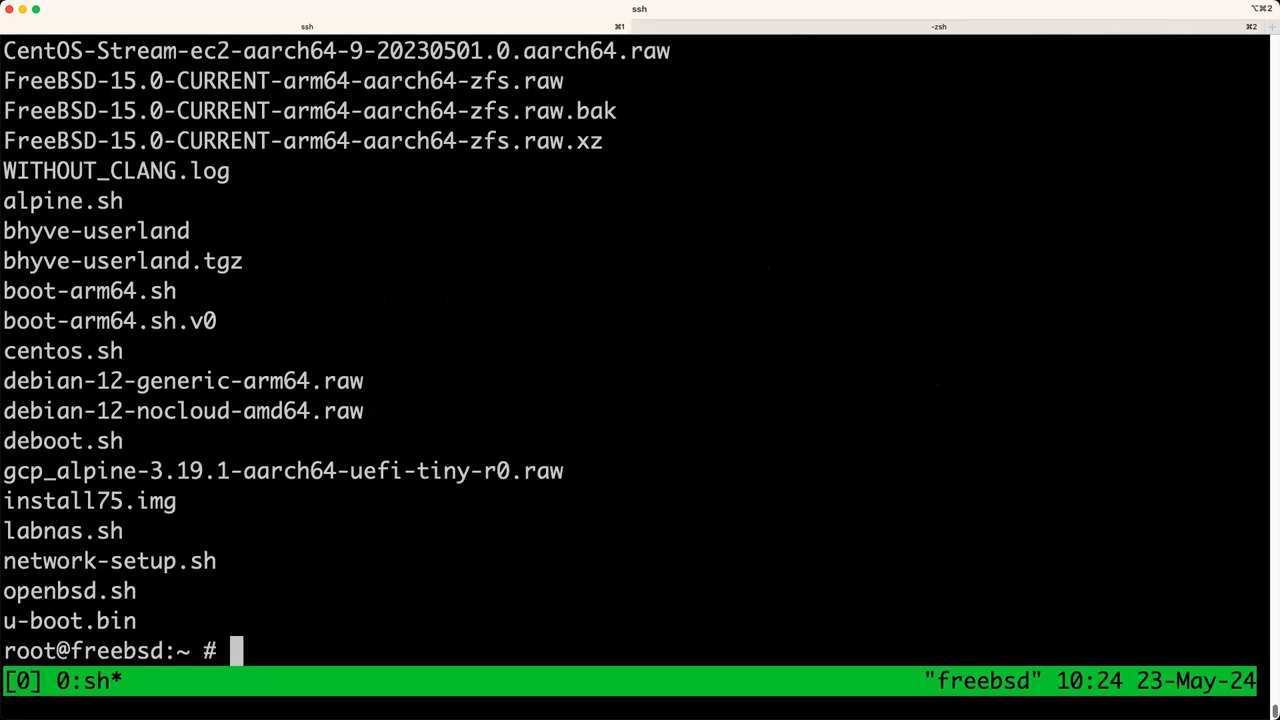 ssh
⌥⌘2
ssh
⌘1
-zsh
⌘2
CentOS-Stream-ec2-aarch64-9-20230501.0.aarch64.raw
FreeBSD-15.0-CURRENT-arm64-aarch64-zfs.raw
FreeBSD-15.0-CURRENT-arm64-aarch64-zfs.raw.bak
FreeBSD-15.0-CURRENT-arm64-aarch64-zfs.raw.xz
WITHOUT_CLANG.log
alpine.sh
bhyve-userland
bhyve-userland.tgz
boot-arm64.sh
boot-arm64.sh.v0
centos.sh
debian-12-generic-arm64.raw
debian-12-nocloud-amd64.raw
deboot.sh
gcp_alpine-3.19.1-aarch64-uefi-tiny-r0.raw
install75.img
labnas.sh
network-setup.sh
openbsd.sh
u-boot.bin
root@freebsd:~ #
[0] 0:sh* "freebsd" 10:24 23-May-24